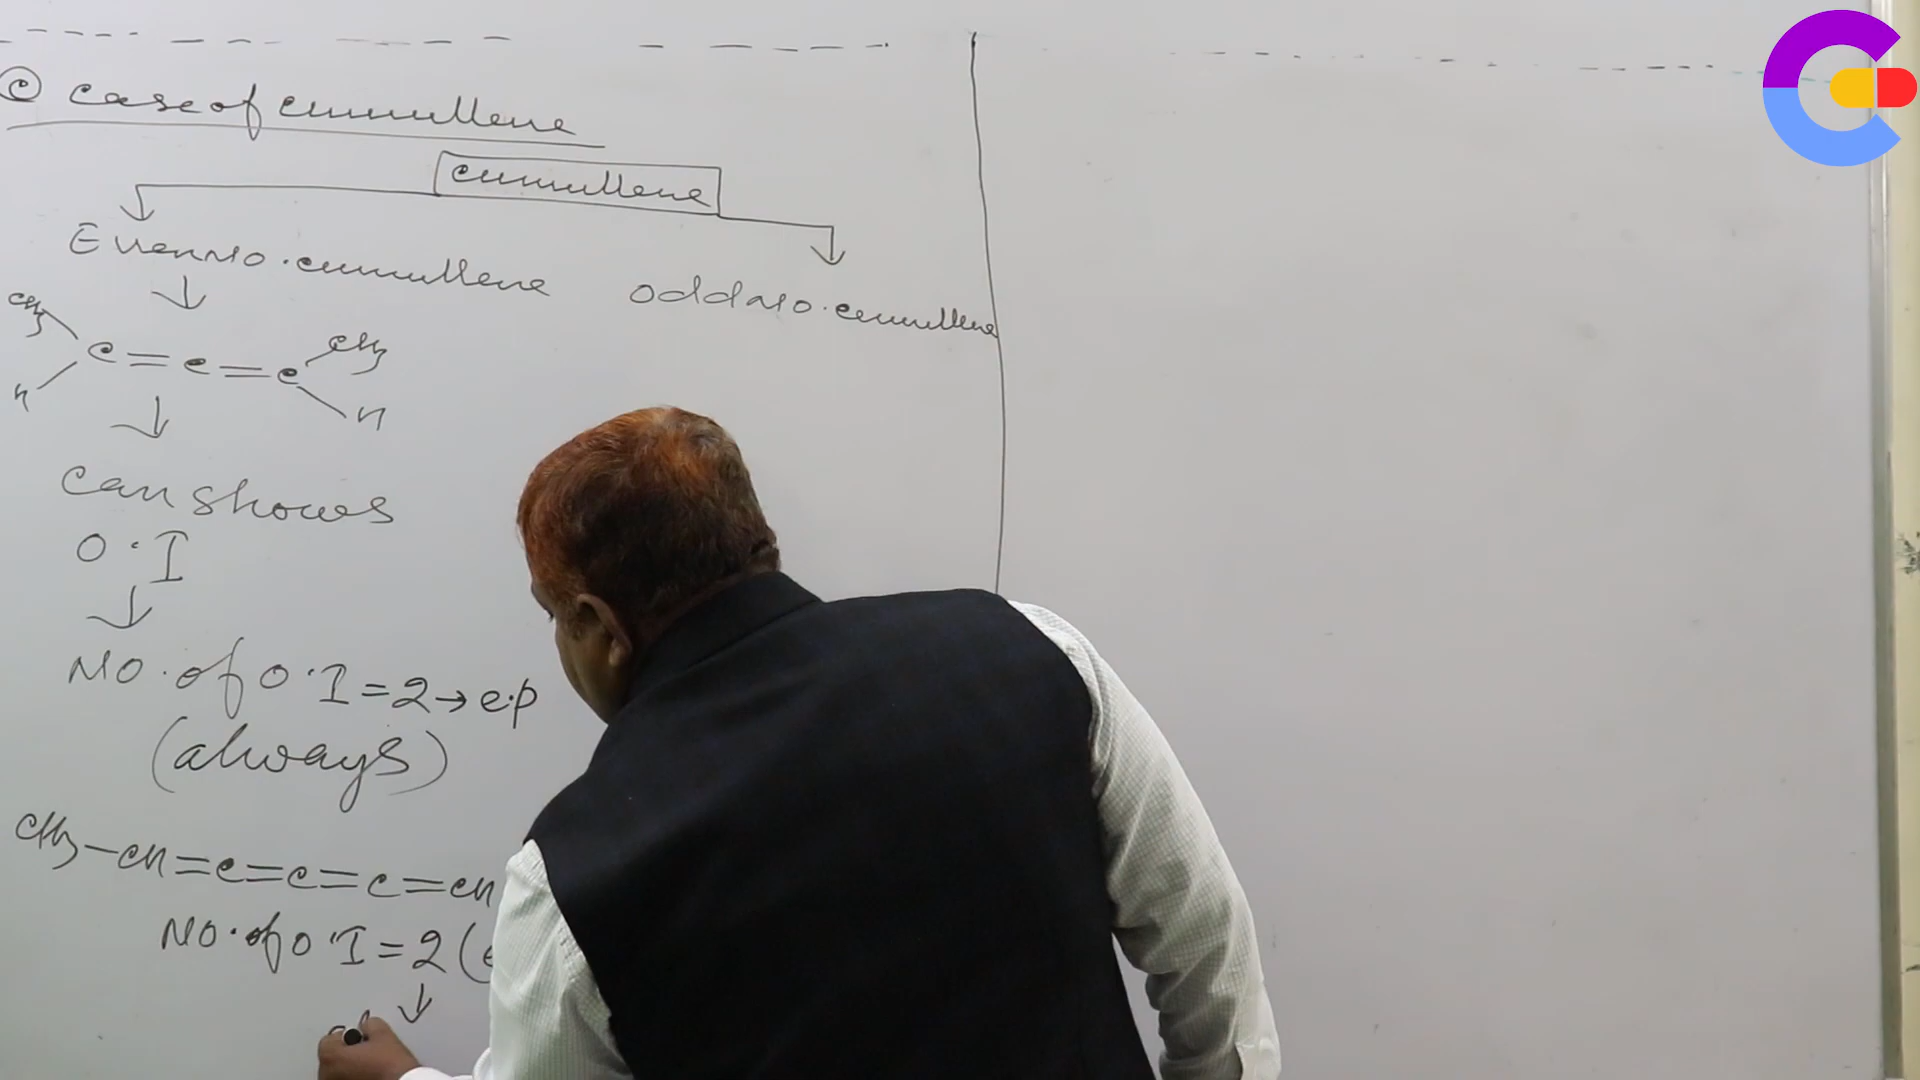 © case of cumullene
cumullene
Even No. cumullene
odd No. cumullene
CH3 CH3
C=C=C
H H
can shows
O.I
No. of O.I = 2 → e.p
(always)
CH3-CH=C=C=C=CH
No. of O.I = 2 (e